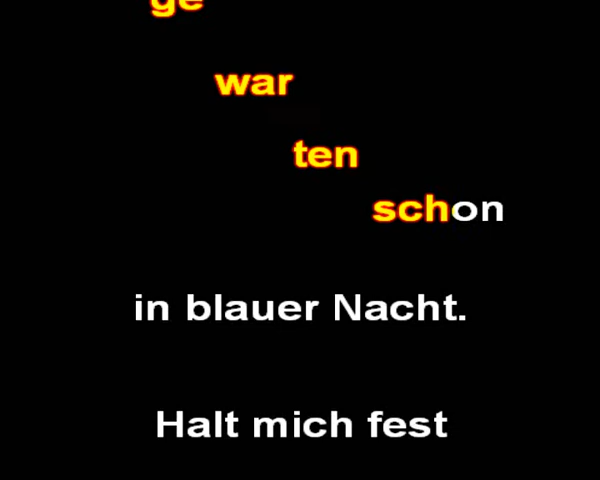 ge
war
ten
schon
in blauer Nacht.
Halt mich fest